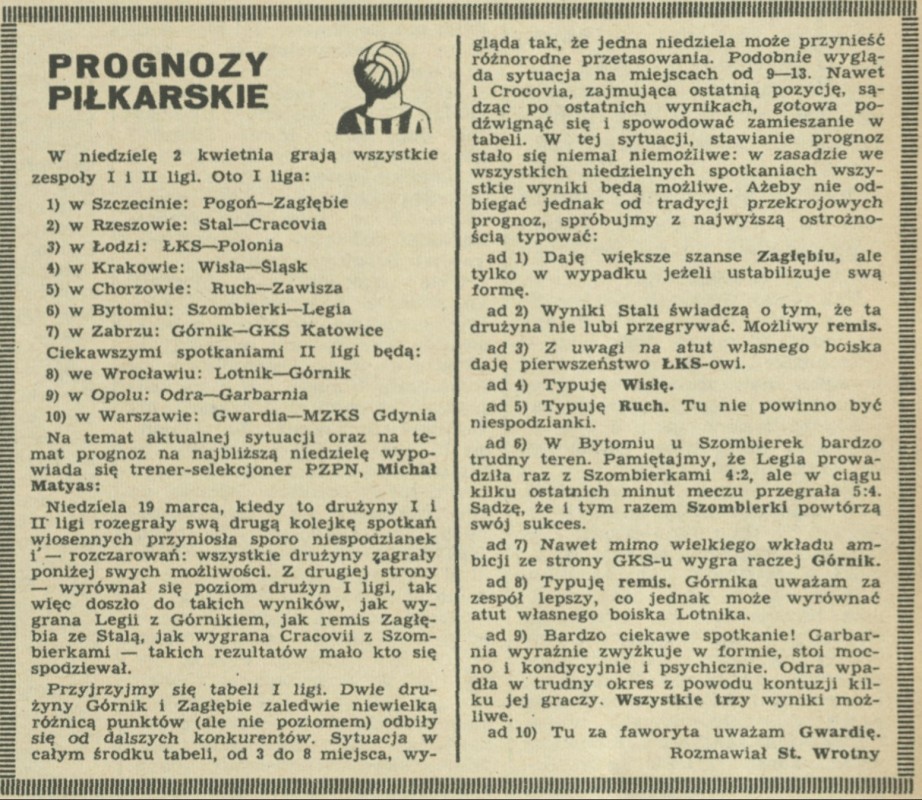 PROGNOZY
PIŁKARSKIE
W niedzielę 2 kwietnia grają wszystkie
zespoły I i II ligi. Oto I liga:
1) w Szczecinie: Pogoń—Zagłębie
2) w Rzeszowie: Stal—Cracovia
3) w Łodzi: ŁKS—Polonia
4) w Krakowie: Wisła—Śląsk
5) w Chorzowie: Ruch—Zawisza
6) w Bytomiu: Szombierki—Legia
7) w Zabrzu: Górnik—GKS Katowice
Ciekawszymi spotkaniami II ligi będą:
8) we Wrocławiu: Lotnik—Górnik
9) w Opolu: Odra—Garbarnia
10) w Warszawie: Gwardia—MZKS Gdynia
Na temat aktualnej sytuacji oraz na te-
mat prognoz na najbliższą niedzielę wypo-
wiada się trener-selekcjoner PZPN, Michał
Matyas:
Niedziela 19 marca, kiedy to drużyny I i
II ligi rozegrały swą drugą kolejkę spotkań
wiosennych przyniosła sporo niespodzianek
i — rozczarowań: wszystkie drużyny zagrały
poniżej swych możliwości. Z drugiej strony
— wyrównał się poziom drużyn I ligi, tak
więc doszło do takich wyników, jak wy-
grana Legii z Górnikiem, jak remis Zagłę-
bia ze Stalą, jak wygrana Cracovii z Szom-
bierkami — takich rezultatów mało kto się
spodziewał.
Przyjrzyjmy się tabeli I ligi. Dwie dru-
żyny Górnik i Zagłębie zaledwie niewielką
różnicą punktów (ale nie poziomem) odbiły
się od dalszych konkurentów. Sytuacja w
całym środku tabeli, od 3 do 8 miejsca, wy-
gląda tak, że jedna niedziela może przynieść
różnorodne przetasowania. Podobnie wyglą-
da sytuacja na miejscach od 9—13. Nawet
i Crocovia, zajmująca ostatnią pozycję, są-
dząc po ostatnich wynikach, gotowa po-
dźwignąć się i spowodować zamieszanie w
tabeli. W tej sytuacji, stawianie prognoz
stało się niemal niemożliwe: w zasadzie we
wszystkich niedzielnych spotkaniach wszy-
stkie wyniki będą możliwe. Ażeby nie od-
biegać jednak od tradycji przekrojowych
prognoz, spróbujmy z najwyższą ostrożno-
ścią typować:
ad 1) Daję większe szanse Zagłębiu, ale
tylko w wypadku jeżeli ustabilizuje swą
formę.
ad 2) Wyniki Stali świadczą o tym, że ta
drużyna nie lubi przegrywać. Możliwy remis.
ad 3) Z uwagi na atut własnego boiska
daję pierwszeństwo ŁKS-owi.
ad 4) Typuję Wisłę.
ad 5) Typuję Ruch. Tu nie powinno być
niespodzianki.
ad 6) W Bytomiu u Szombierek bardzo
trudny teren. Pamiętajmy, że Legia prowa-
dziła raz z Szombierkami 4:2, ale w ciągu
kilku ostatnich minut meczu przegrała 5:4.
Sądzę, że i tym razem Szombierki powtórzą
swój sukces.
ad 7) Nawet mimo wielkiego wkładu am-
bicji ze strony GKS-u wygra raczej Górnik.
ad 8) Typuję remis. Górnika uważam za
zespół lepszy, co jednak może wyrównać
atut własnego boiska Lotnika.
ad 9) Bardzo ciekawe spotkanie! Garbar-
nia wyraźnie zwyżkuje w formie, stoi moc-
no i kondycyjnie i psychicznie. Odra wpa-
dła w trudny okres z powodu kontuzji kil-
ku jej graczy. Wszystkie trzy wyniki moż-
liwe.
ad 10) Tu za faworyta uważam Gwardię.
Rozmawiał St. Wrotny